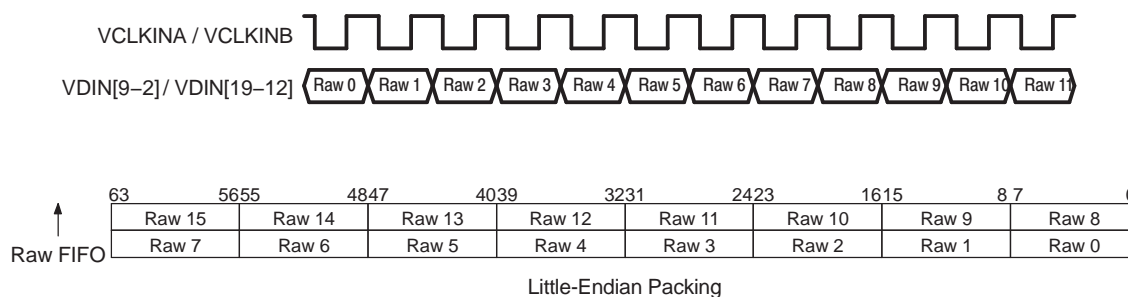 VCLKINA / VCLKINB
VDIN[9–2] / VDIN[19–12] Raw 0 Raw 1 Raw 2 Raw 3 Raw 4 Raw 5 Raw 6 Raw 7 Raw 8 Raw 9 Raw 10 Raw 11
63 5655 4847 4039 3231 2423 1615 8 7
Raw 15 Raw 14 Raw 13 Raw 12 Raw 11 Raw 10 Raw 9 Raw 8
Raw FIFO Raw 7 Raw 6 Raw 5 Raw 4 Raw 3 Raw 2 Raw 1 Raw 0
Little-Endian Packing